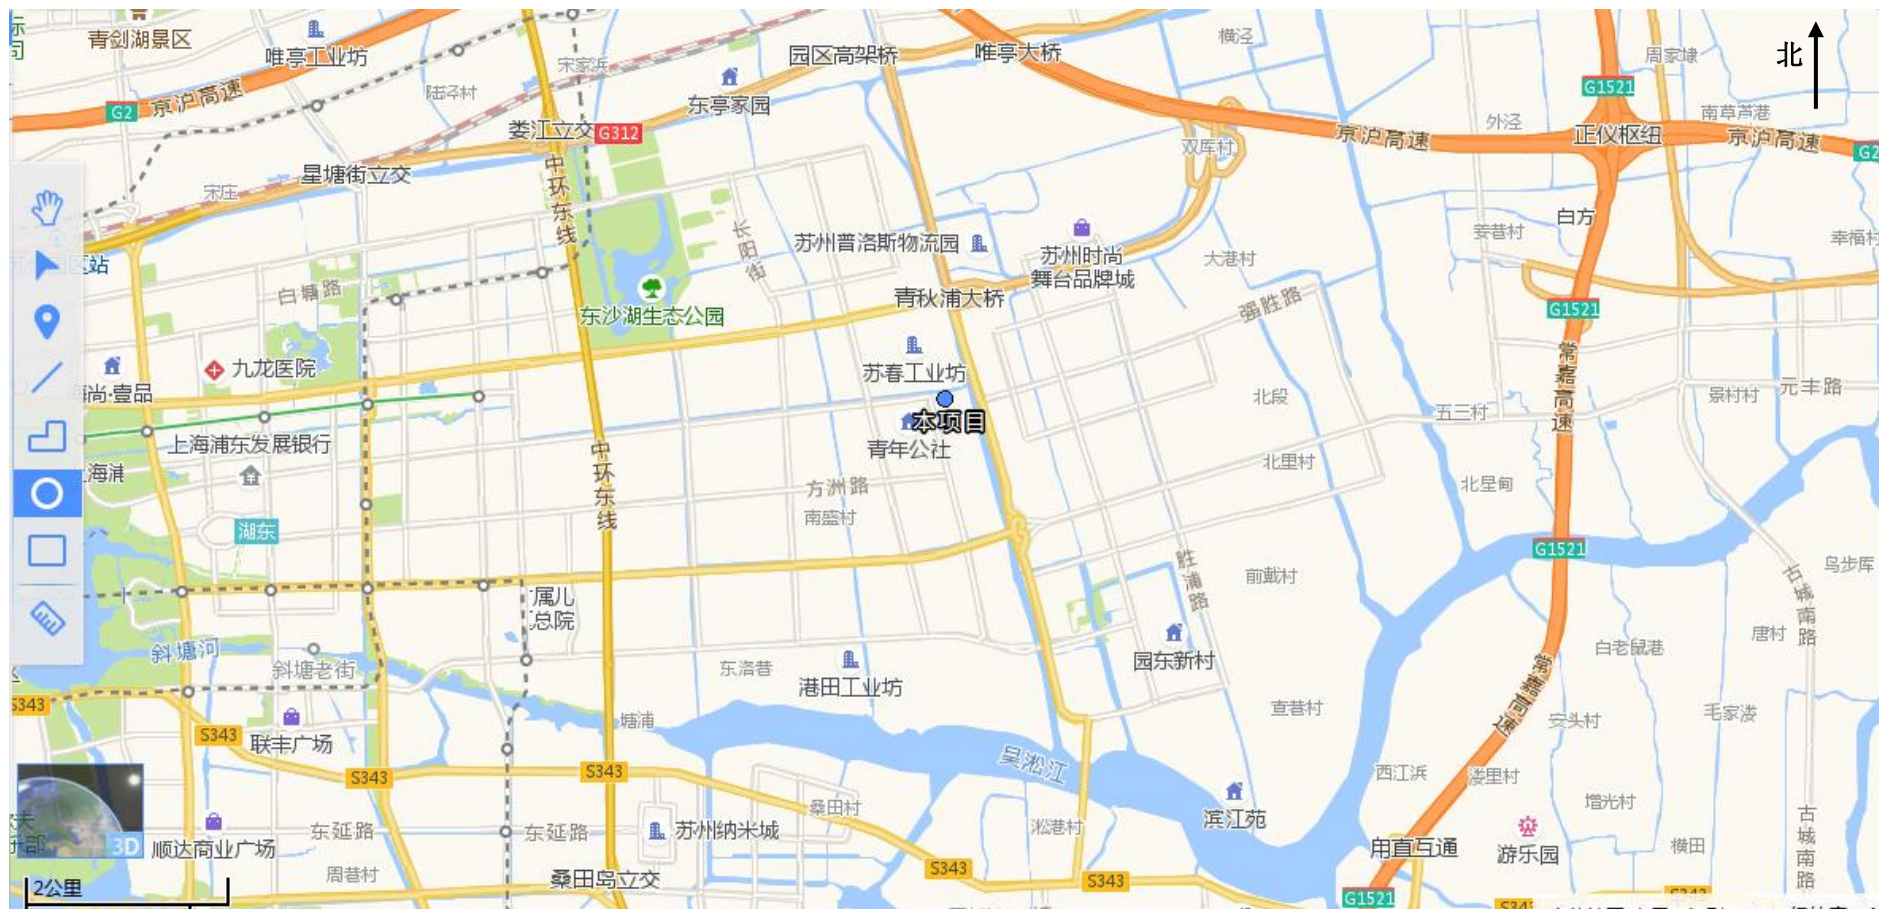 青剑湖景区
唯亭工业坊
宋家浜
园区高架桥
唯亭大桥
横泾
周家埭
北
G2
京沪高速
陆泾村
东亭家园
G1521
南草芦港
娄江立交
G312
外泾
正仪枢纽
京沪高速
京沪高速
G2
双厍村
星塘街立交
宋庄
中环东线
白方
姜巷村
幸福村
区站
苏州普洛斯物流园
苏州时尚
舞台品牌城
大港村
长阳街
白塘路
东沙湖生态公园
青秋浦大桥
强胜路
G1521
九龙医院
尚·壹品
苏春工业坊
常嘉高速
元丰路
景村村
北段
五三村
本项目
上海浦东发展银行
青年公社
中环东线
上海浦
北里村
北垦甸
方洲路
南盛村
湖东
G1521
胜浦路
前戴村
乌步厍
古城南路
属儿
总院
斜塘河
斜塘老街
东洛巷
港田工业坊
园东新村
白老鼠港
唐村
常嘉高速
S343
S343
联丰广场
塘浦
查巷村
安头村
毛家溇
吴淞江
S343
S343
西江浜
溇里村
增光村
桑田村
滨江苑
淞港村
东延路
东延路
苏州纳米城
3D
顺达商业广场
周巷村
桑田岛立交
S343
S343
甪直互通
游乐园
横田
古城南路
G1521
2公里
S343
S343